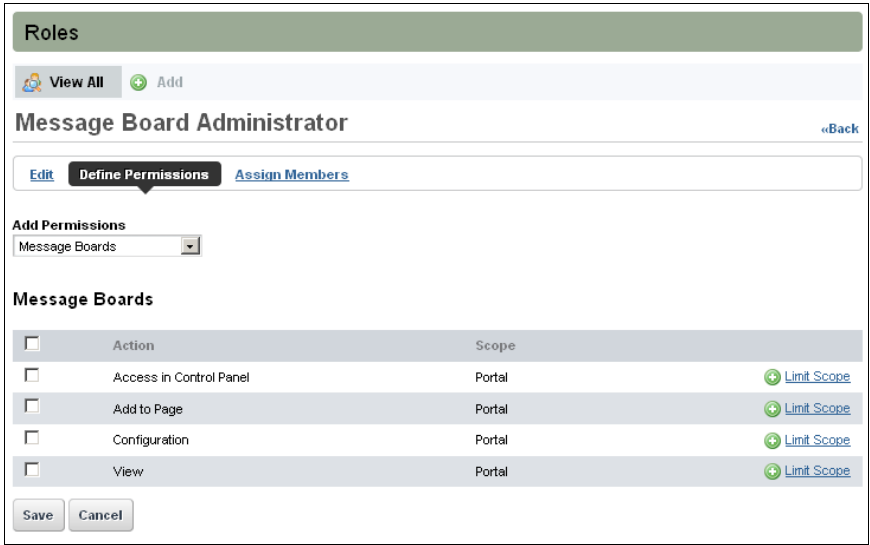 Roles
View All Add
Message Board Administrator
«Back
Edit Define Permissions Assign Members
Add Permissions
Message Boards
Message Boards
Action Scope
Access in Control Panel Portal Limit Scope
Add to Page Portal Limit Scope
Configuration Portal Limit Scope
View Portal Limit Scope
Save Cancel